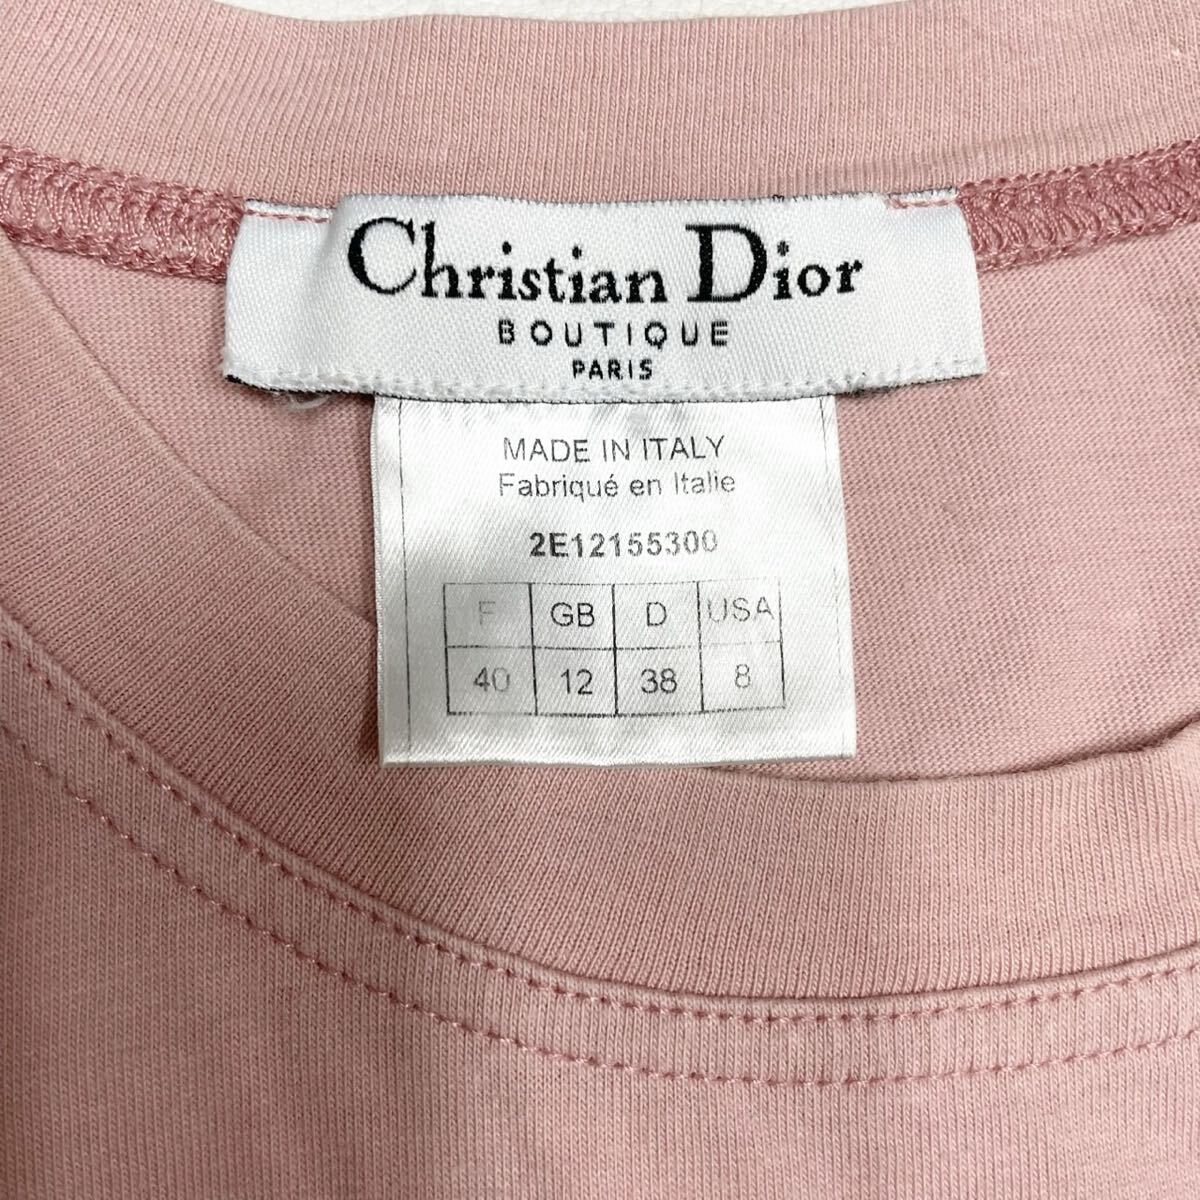 Christian Dior
BOUTIQUE
PARIS
MADE IN ITALY
Fabriqué en Italie
2E12155300
F GB D USA
40 12 38 8